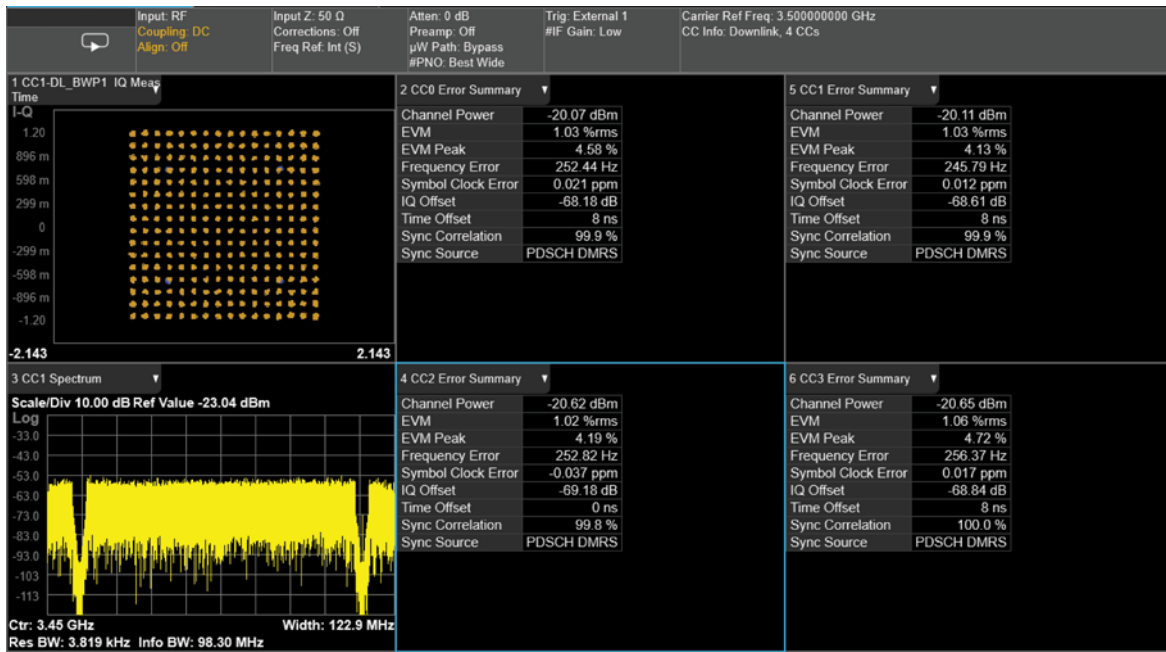 Input: RF
Coupling: DC
Align: Off
Input Z: 50 Ω
Corrections: Off
Freq Ref: Int (S)
Atten: 0 dB
Preamp: Off
µW Path: Bypass
#PNO: Best Wide
Trig: External 1
#IF Gain: Low
Carrier Ref Freq: 3.500000000 GHz
CC Info: Downlink, 4 CCs
1 CC1-DL_BWP1 IQ Meas
Time
I-Q
1.20
896 m
598 m
299 m
0
-299 m
-598 m
-896 m
-1.20
-2.143 2.143
2 CC0 Error Summary
Channel Power -20.07 dBm
EVM 1.03 %rms
EVM Peak 4.58 %
Frequency Error 252.44 Hz
Symbol Clock Error 0.021 ppm
IQ Offset -68.18 dB
Time Offset 8 ns
Sync Correlation 99.9 %
Sync Source PDSCH DMRS
5 CC1 Error Summary
Channel Power -20.11 dBm
EVM 1.03 %rms
EVM Peak 4.13 %
Frequency Error 245.79 Hz
Symbol Clock Error 0.012 ppm
IQ Offset -68.61 dB
Time Offset 8 ns
Sync Correlation 99.9 %
Sync Source PDSCH DMRS
3 CC1 Spectrum
Scale/Div 10.00 dB Ref Value -23.04 dBm
Log
-33.0
-43.0
-53.0
-63.0
-73.0
-83.0
-93.0
-103
-113
Ctr: 3.45 GHz Width: 122.9 MHz
Res BW: 3.819 kHz Info BW: 98.30 MHz
4 CC2 Error Summary
Channel Power -20.62 dBm
EVM 1.02 %rms
EVM Peak 4.19 %
Frequency Error 252.82 Hz
Symbol Clock Error -0.037 ppm
IQ Offset -69.18 dB
Time Offset 0 ns
Sync Correlation 99.8 %
Sync Source PDSCH DMRS
6 CC3 Error Summary
Channel Power -20.65 dBm
EVM 1.06 %rms
EVM Peak 4.72 %
Frequency Error 256.37 Hz
Symbol Clock Error 0.017 ppm
IQ Offset -68.84 dB
Time Offset 8 ns
Sync Correlation 100.0 %
Sync Source PDSCH DMRS